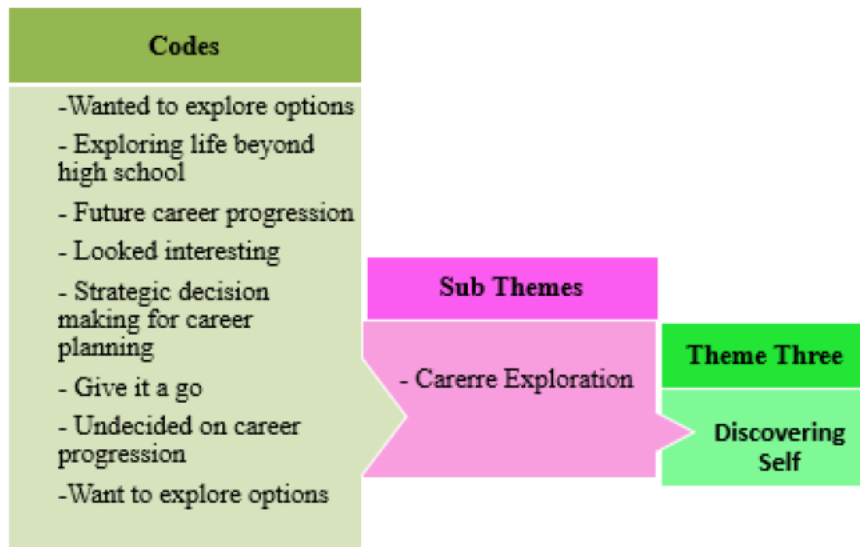 Codes
-Wanted to explore options
- Exploring life beyond
high school
- Future career progression
- Looked interesting
- Strategic decision
making for career
planning
- Give it a go
- Undecided on career
progression
-Want to explore options
Sub Themes
- Carerre Exploration
Theme Three
Discovering
Self